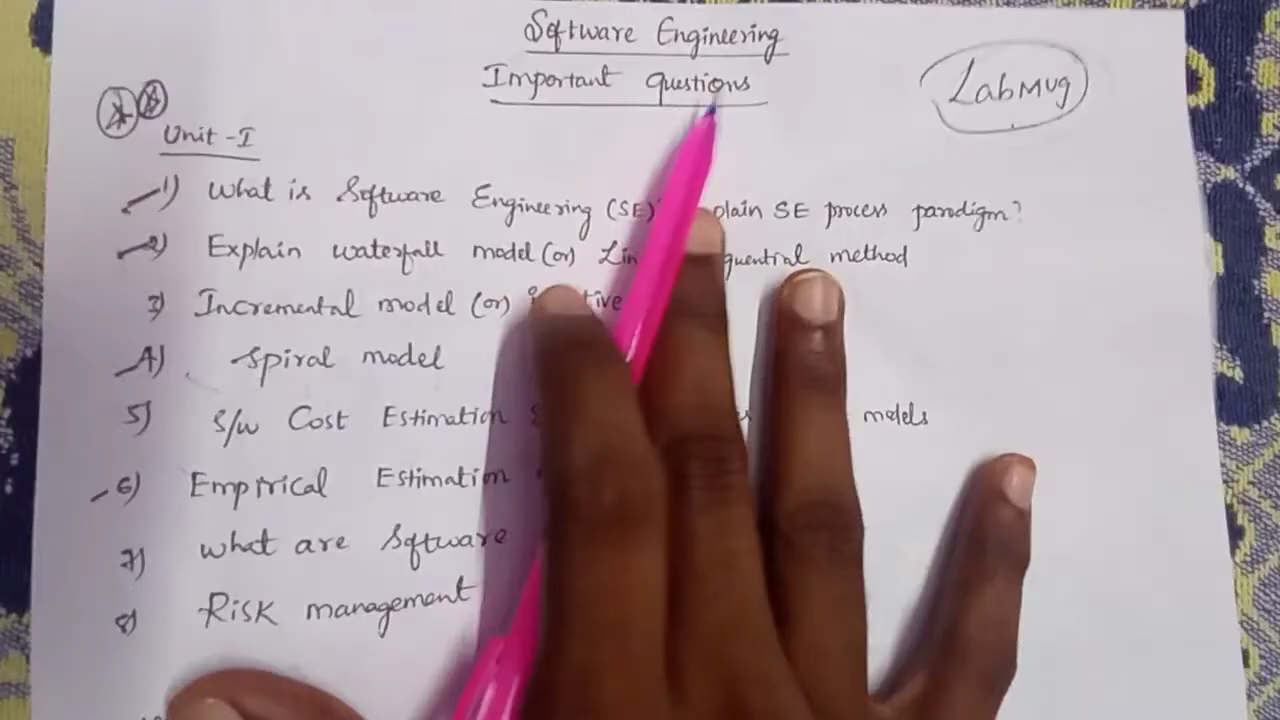 Software Engineering
Important Questions
LabMug
Unit - I
1) What is Software Engineering (SE)? plain SE process paradigm?
2) Explain waterfall model (or) Lin quential method
3) Incremental model (or) tive
4) Spiral model
5) S/w Cost Estimation models
6) Empirical Estimation
7) what are Software
8) Risk management